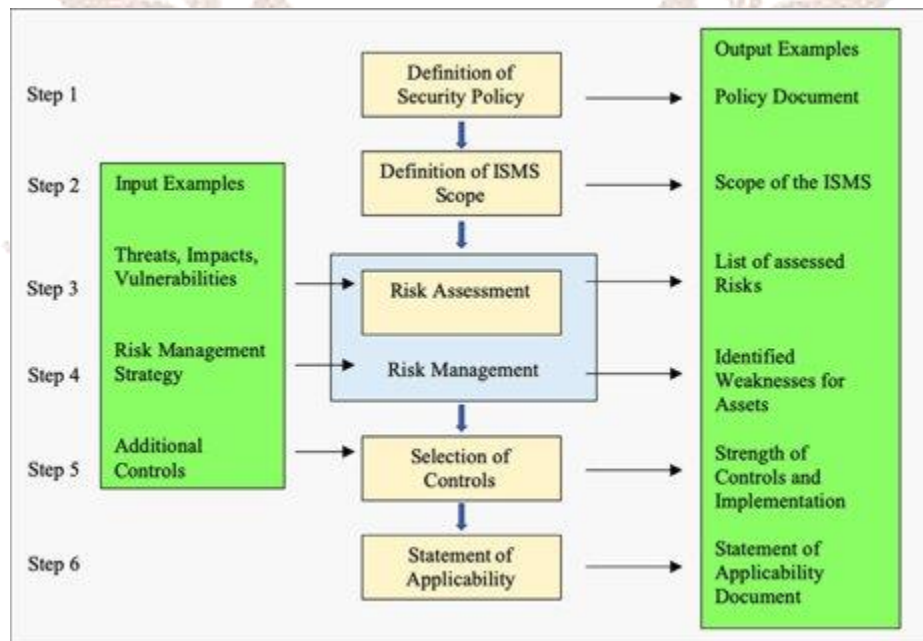 Output Examples
Step 1
Definition of
Security Policy
Policy Document
Step 2
Input Examples
Definition of ISMS
Scope
Scope of the ISMS
Step 3
Threats, Impacts,
Vulnerabilities
Risk Assessment
List of assessed
Risks
Step 4
Risk Management
Strategy
Risk Management
Identified
Weaknesses for
Assets
Step 5
Additional
Controls
Selection of
Controls
Strength of
Controls and
Implementation
Step 6
Statement of
Applicability
Statement of
Applicability
Document